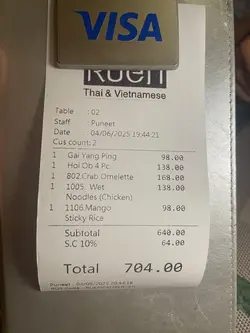 VISA
Ruen
Thai & Vietnamese
Table : 02
Staff : Puneet
Date : 04/06/2025 19:44:21
Cus.count: 2
1 Gai Yang Ping 98.00
1 Hoi Ob 4 Pc. 138.00
1 802.Crab Omelette 168.00
1 1005. Wet 138.00
Noodles (Chicken)
1 1106.Mango 98.00
Sticky Rice
Subtotal 640.00
S.C 10% 64.00
Total 704.00
Puneet